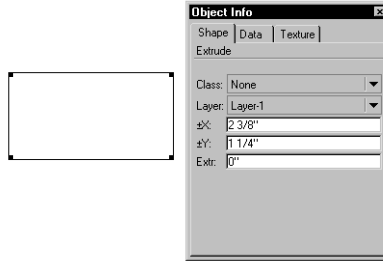 Object Info
Shape Data Texture
Extrude
Class: None
Layer: Layer-1
±X: 2 3/8"
±Y: 1 1/4"
Extr: 0"